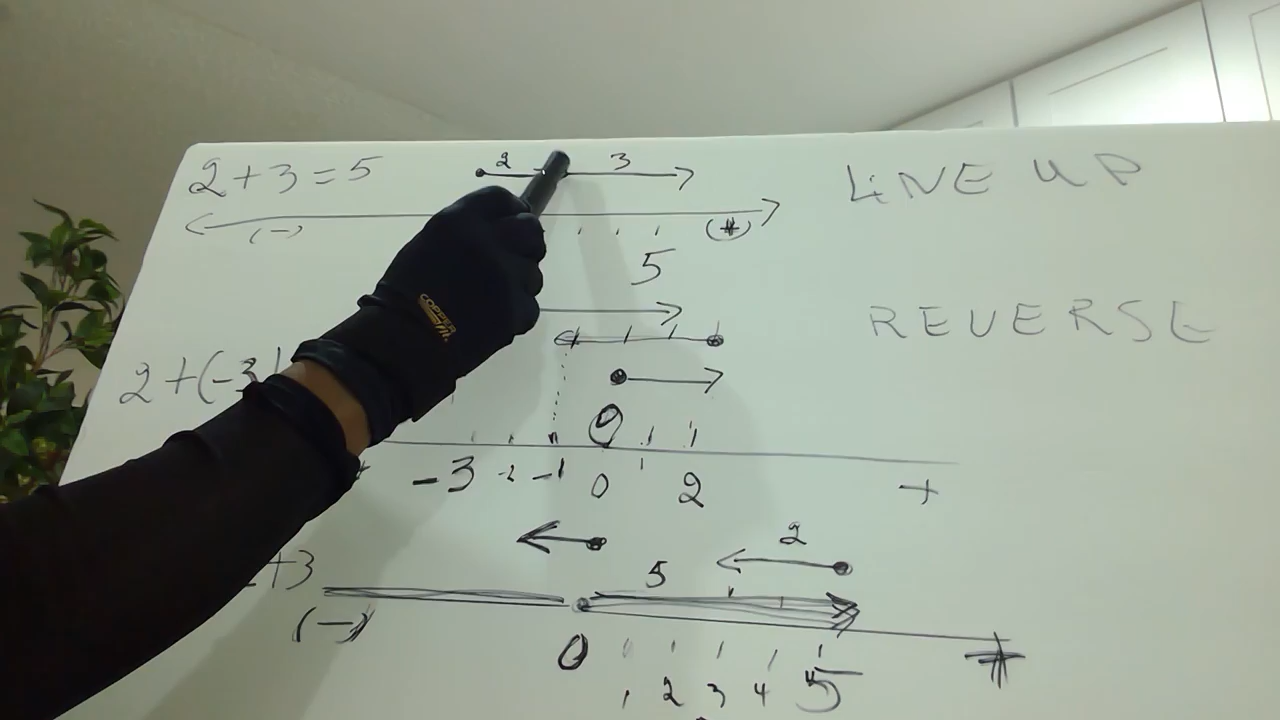 2+3=5 2 3 LINE UP
(-) (+)
5
REVERSE
2+(-3)
0
-3 -2 -1 0 1 2 +
2
+3 5
(-)
0 1 2 3 4 5 +